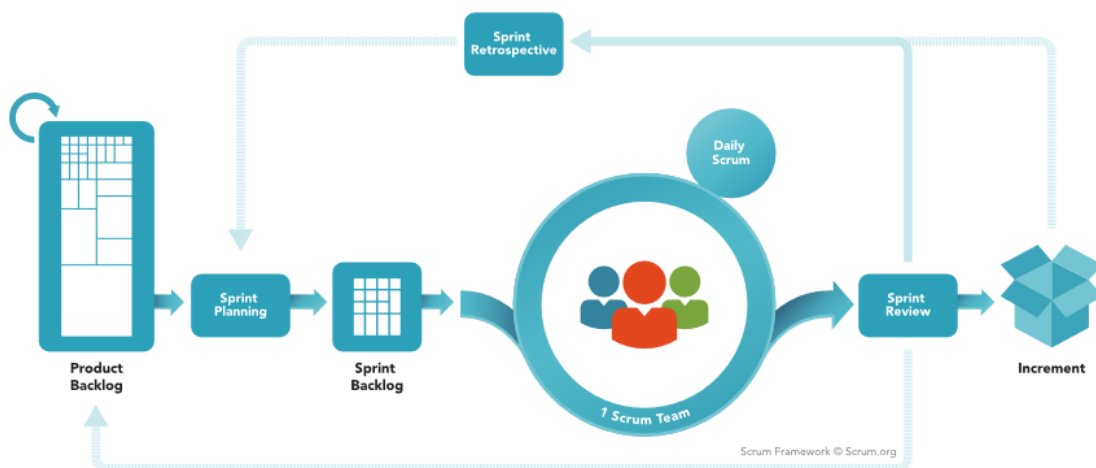 Sprint
Retrospective
Daily
Scrum
Sprint
Planning
Sprint
Review
Product
Backlog
Sprint
Backlog
Increment
1 Scrum Team
Scrum Framework © Scrum.org